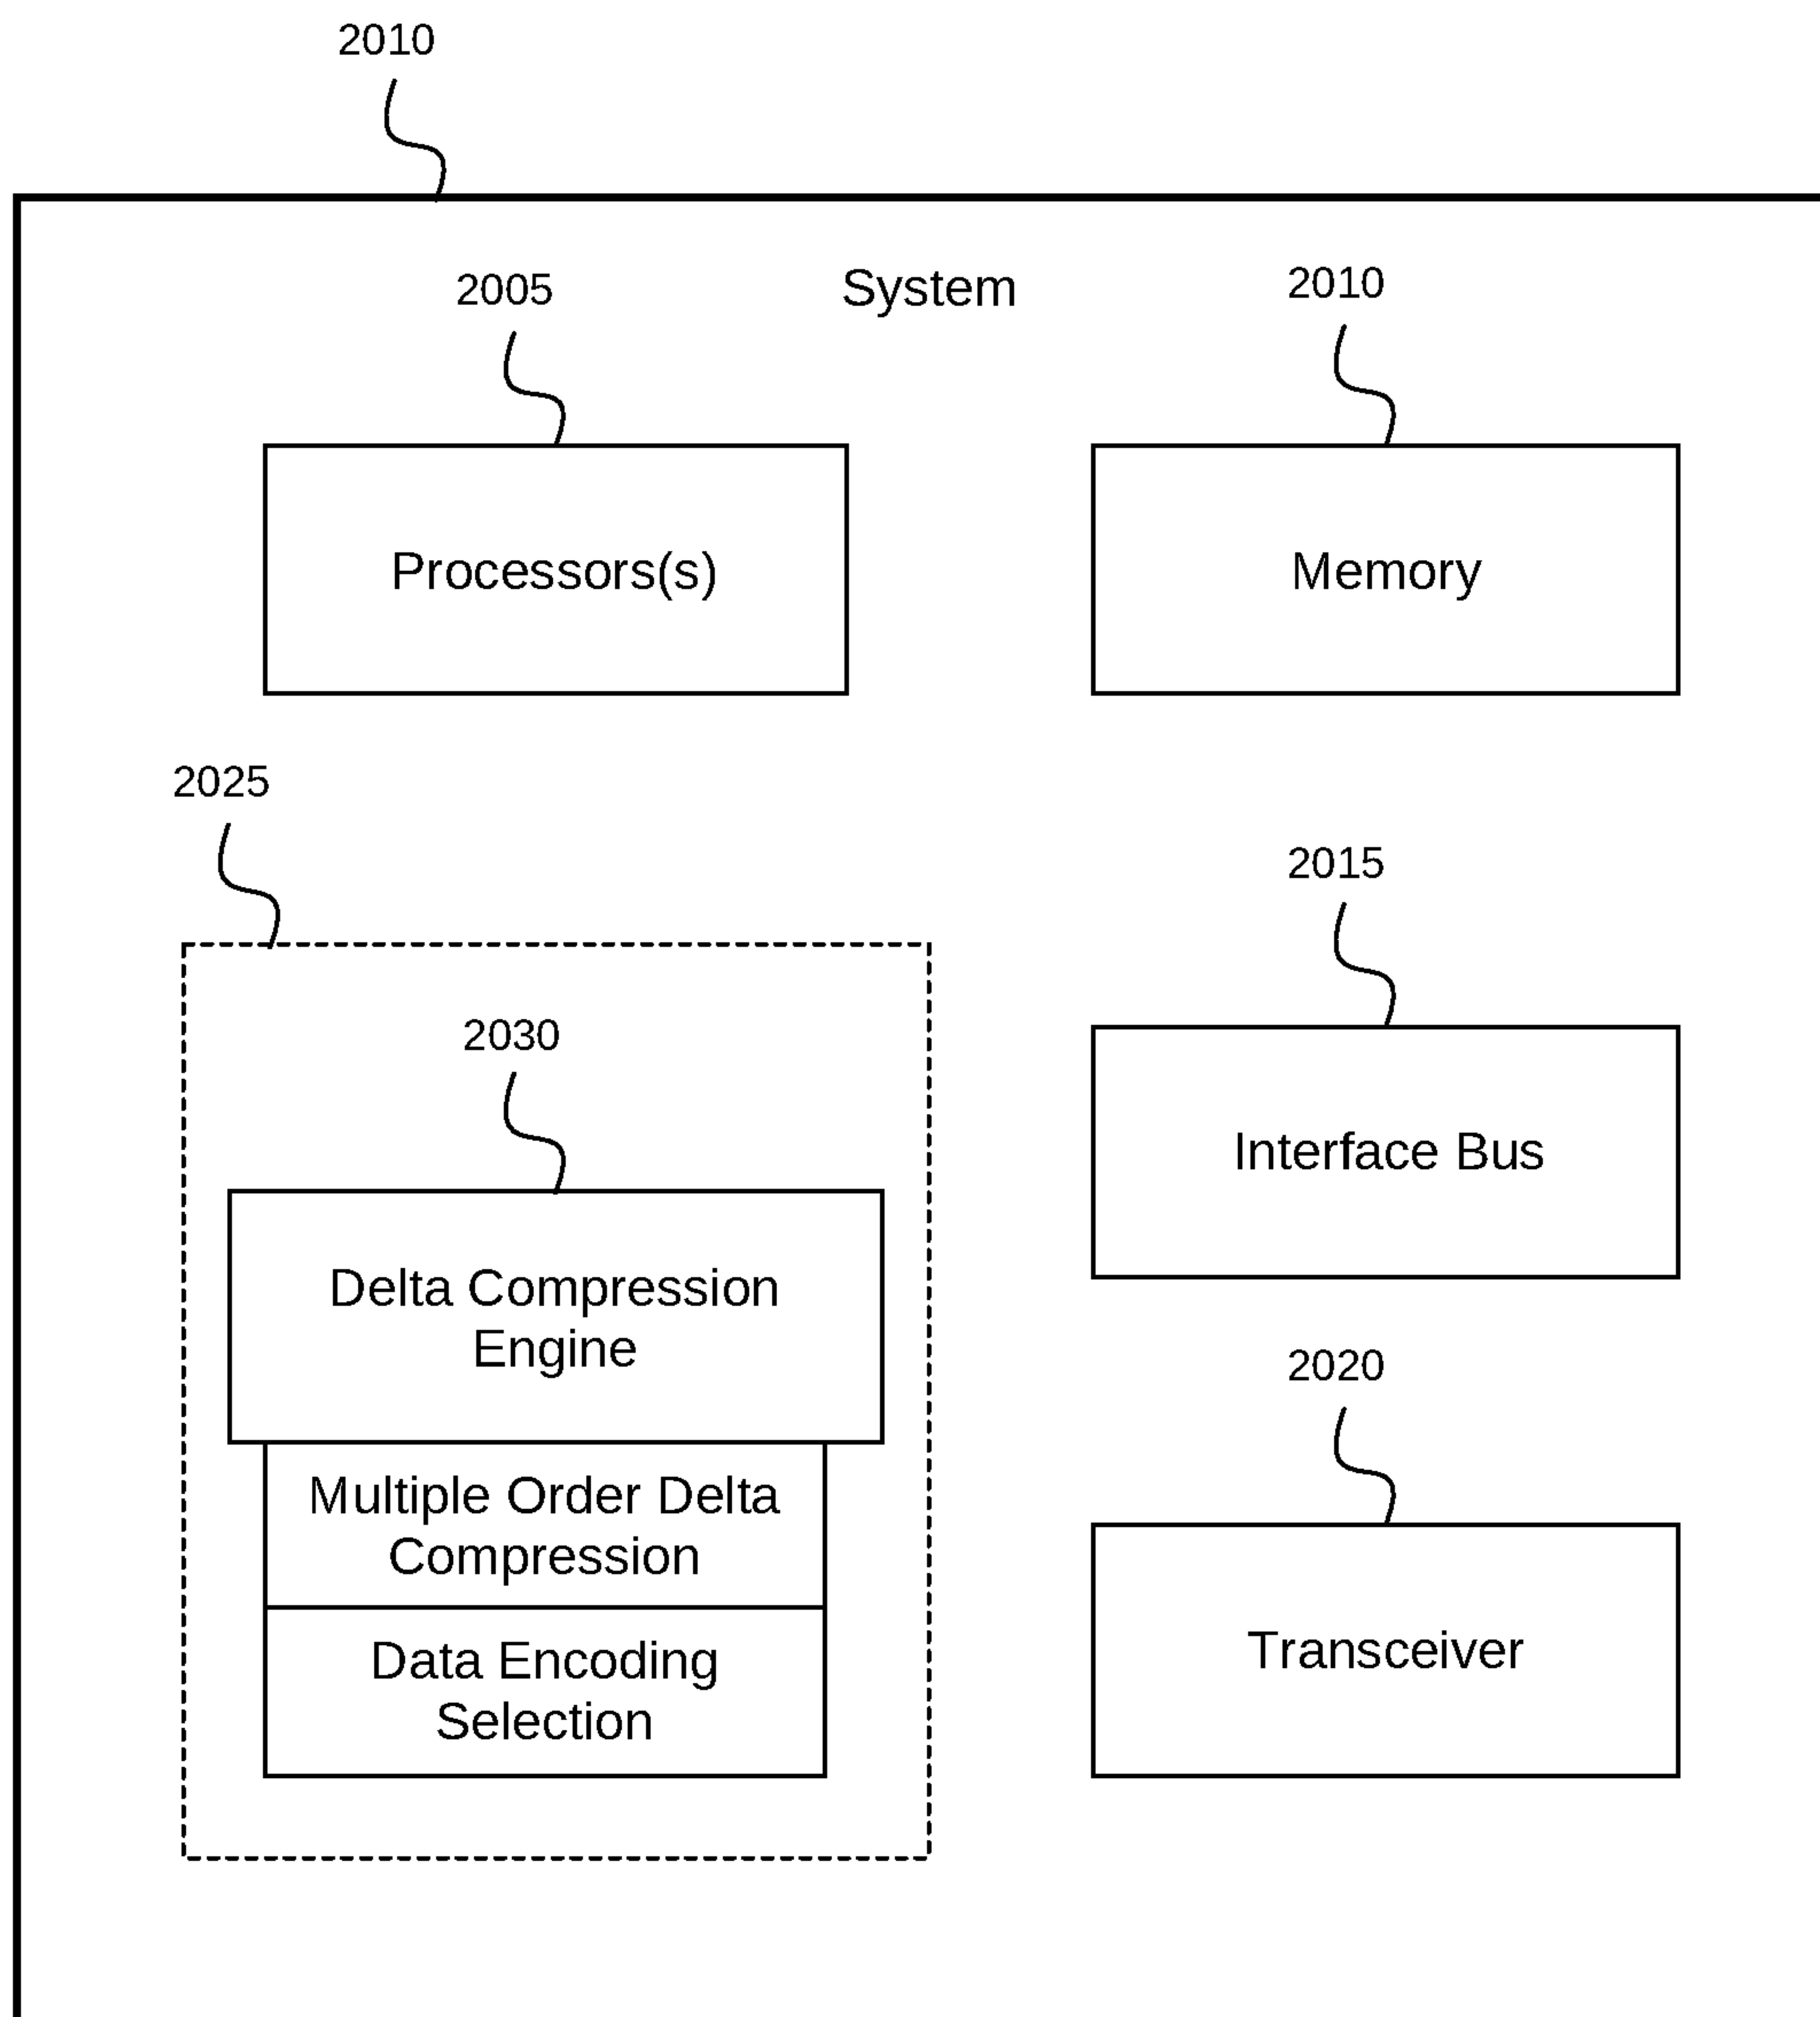 2010
System
2005
2010
Processors(s)
Memory
2025
2015
2030
Interface Bus
Delta Compression
Engine
2020
Multiple Order Delta
Compression
Data Encoding
Selection
Transceiver